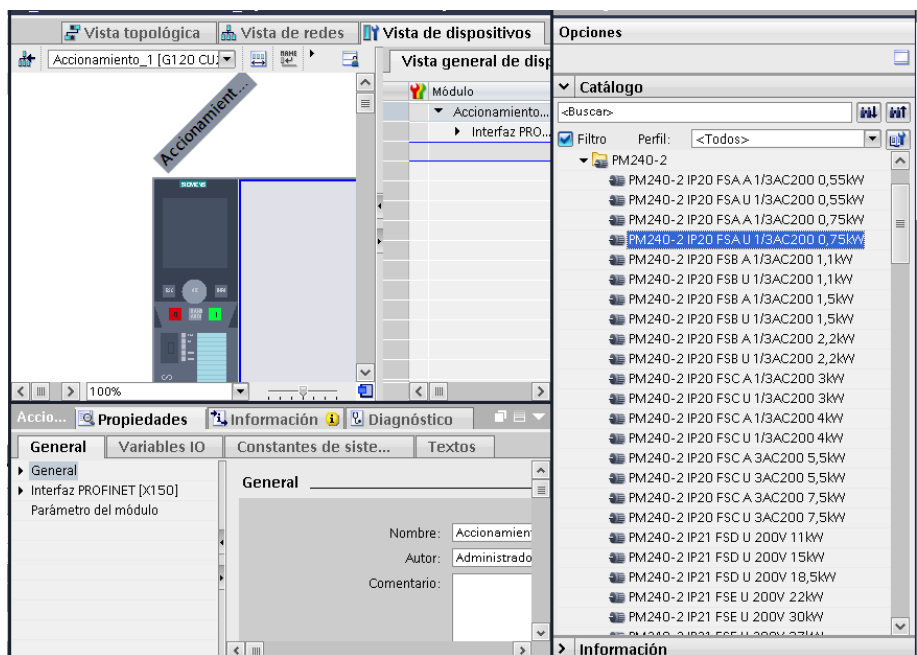 Vista topológica
Vista de redes
Vista de dispositivos
Opciones
Accionamiento_1 [G120 CU
Vista general de disp
Catálogo
Módulo
<Buscar>
Accionamiento...
Filtro Perfil: <Todos>
Interfaz PRO...
Accionamient...
SIEMENS
ESC
OK
PM240-2
PM240-2 IP20 FSA A 1/3AC200 0,55kW
PM240-2 IP20 FSA U 1/3AC200 0,55kW
PM240-2 IP20 FSA A 1/3AC200 0,75kW
PM240-2 IP20 FSA U 1/3AC200 0,75kW
PM240-2 IP20 FSB A 1/3AC200 1,1kW
PM240-2 IP20 FSB U 1/3AC200 1,1kW
PM240-2 IP20 FSB A 1/3AC200 1,5kW
PM240-2 IP20 FSB U 1/3AC200 1,5kW
PM240-2 IP20 FSB A 1/3AC200 2,2kW
PM240-2 IP20 FSB U 1/3AC200 2,2kW
PM240-2 IP20 FSC A 1/3AC200 3kW
PM240-2 IP20 FSC U 1/3AC200 3kW
PM240-2 IP20 FSC A 1/3AC200 4kW
PM240-2 IP20 FSC U 1/3AC200 4kW
PM240-2 IP20 FSC A 3AC200 5,5kW
PM240-2 IP20 FSC U 3AC200 5,5kW
PM240-2 IP20 FSC A 3AC200 7,5kW
PM240-2 IP20 FSC U 3AC200 7,5kW
PM240-2 IP21 FSD U 200V 11kW
PM240-2 IP21 FSD U 200V 15kW
PM240-2 IP21 FSD U 200V 18,5kW
PM240-2 IP21 FSE U 200V 22kW
PM240-2 IP21 FSE U 200V 30kW
Información
100%
Accio...
Propiedades
Información
Diagnóstico
General
Variables IO
Constantes de siste...
Textos
General
Interfaz PROFINET [X150]
Parámetro del módulo
General
Nombre: Accionamien
Autor: Administrado
Comentario: